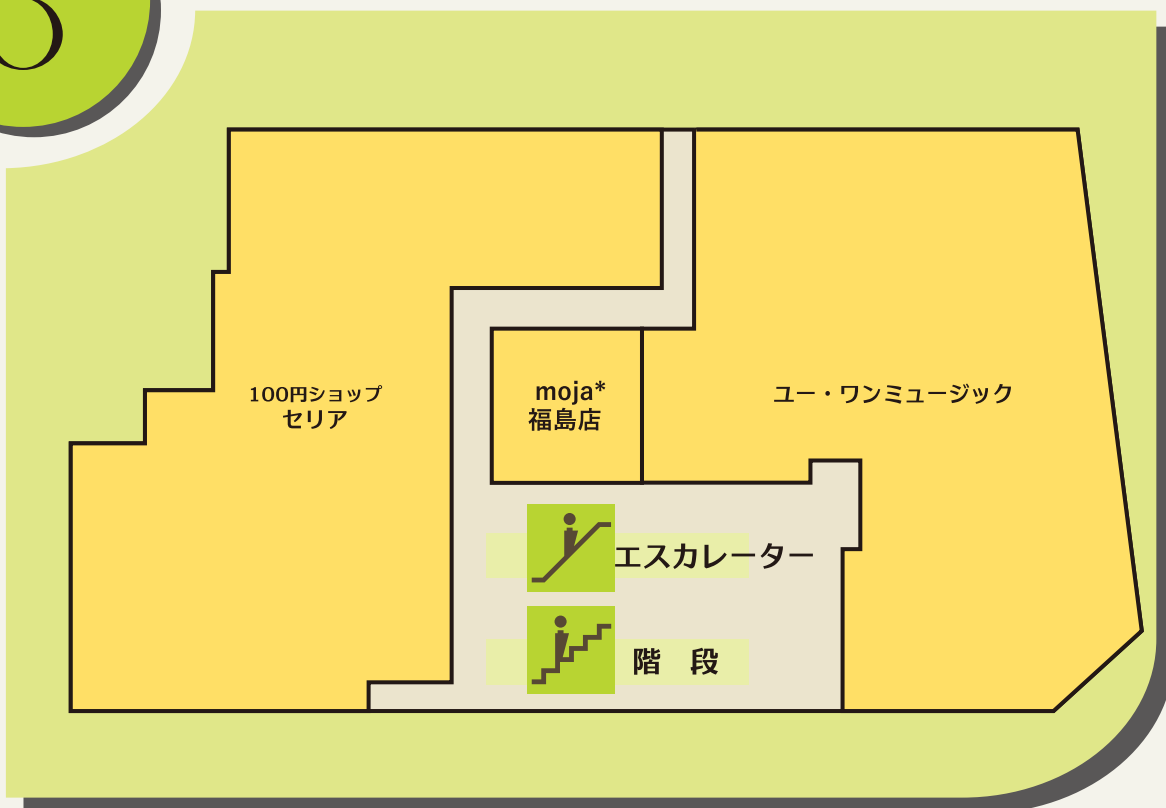 100円ショップ
セリア
moja*
福島店
ユー・ワンミュージック
エスカレーター
階　段